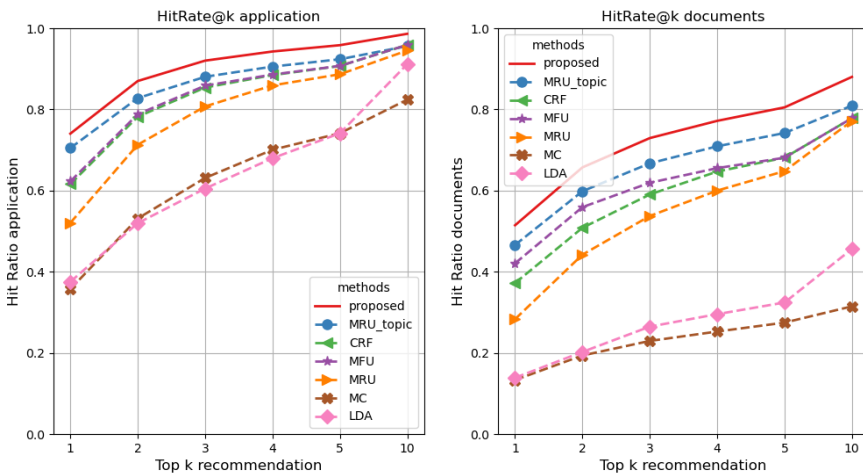 HitRate@k application
Hit Ratio application
1.0
0.8
0.6
0.4
0.2
0.0
methods
proposed
MRU_topic
CRF
MFU
MRU
MC
LDA
1 2 3 4 5 10
Top k recommendation
HitRate@k documents
Hit Ratio documents
1.0
0.8
0.6
0.4
0.2
0.0
methods
proposed
MRU_topic
CRF
MFU
MRU
MC
LDA
1 2 3 4 5 10
Top k recommendation